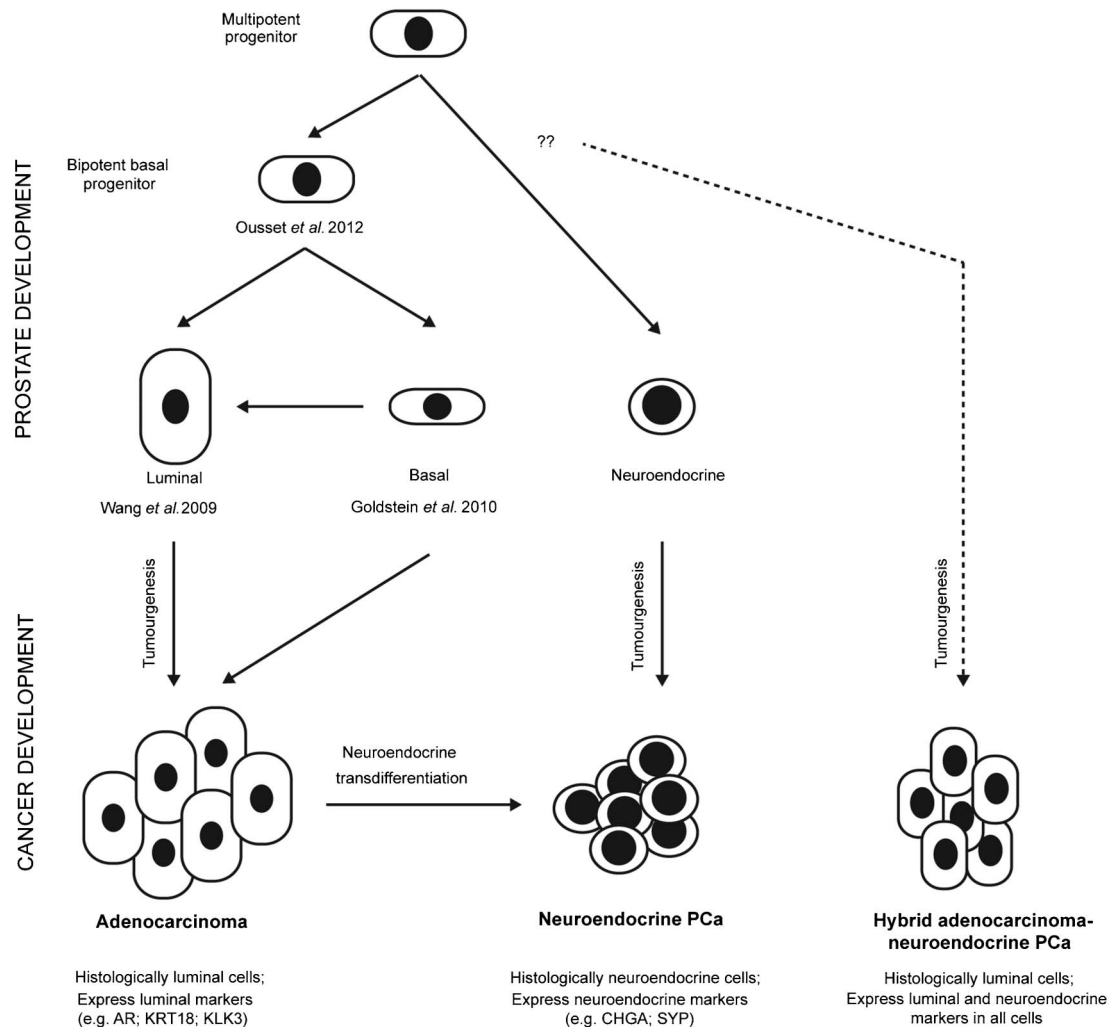 Multipotent
progenitor
??
Bipotent basal
progenitor
Ousset et al. 2012
PROSTATE DEVELOPMENT
Luminal
Basal
Neuroendocrine
Wang et al. 2009
Goldstein et al. 2010
Tumourgenesis
Tumourgenesis
Tumourgenesis
CANCER DEVELOPMENT
Neuroendocrine
transdifferentiation
Adenocarcinoma
Histologically luminal cells;
Express luminal markers
(e.g. AR; KRT18; KLK3)
Neuroendocrine PCa
Histologically neuroendocrine cells;
Express neuroendocrine markers
(e.g. CHGA; SYP)
Hybrid adenocarcinoma-
neuroendocrine PCa
Histologically luminal cells;
Express luminal and neuroendocrine
markers in all cells